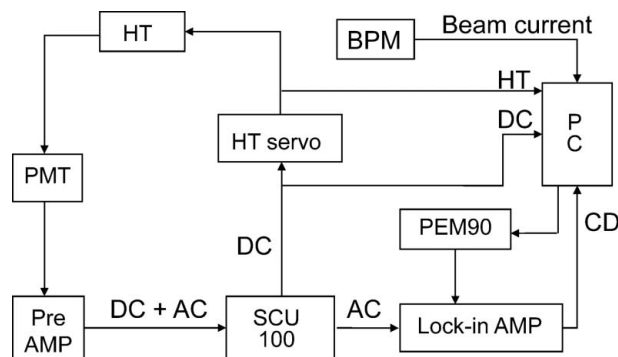 HT
BPM
Beam current
HT
P
C
DC
HT servo
PMT
PEM90
CD
DC
Pre
AMP
DC + AC
SCU
100
AC
Lock-in AMP